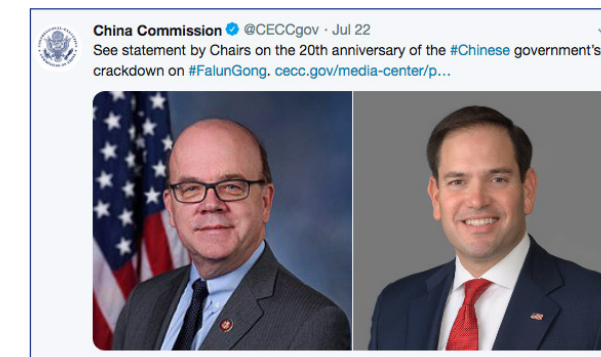 China Commission @CECCgov · Jul 22
See statement by Chairs on the 20th anniversary of the #Chinese government's
crackdown on #FalunGong. cecc.gov/media-center/p…